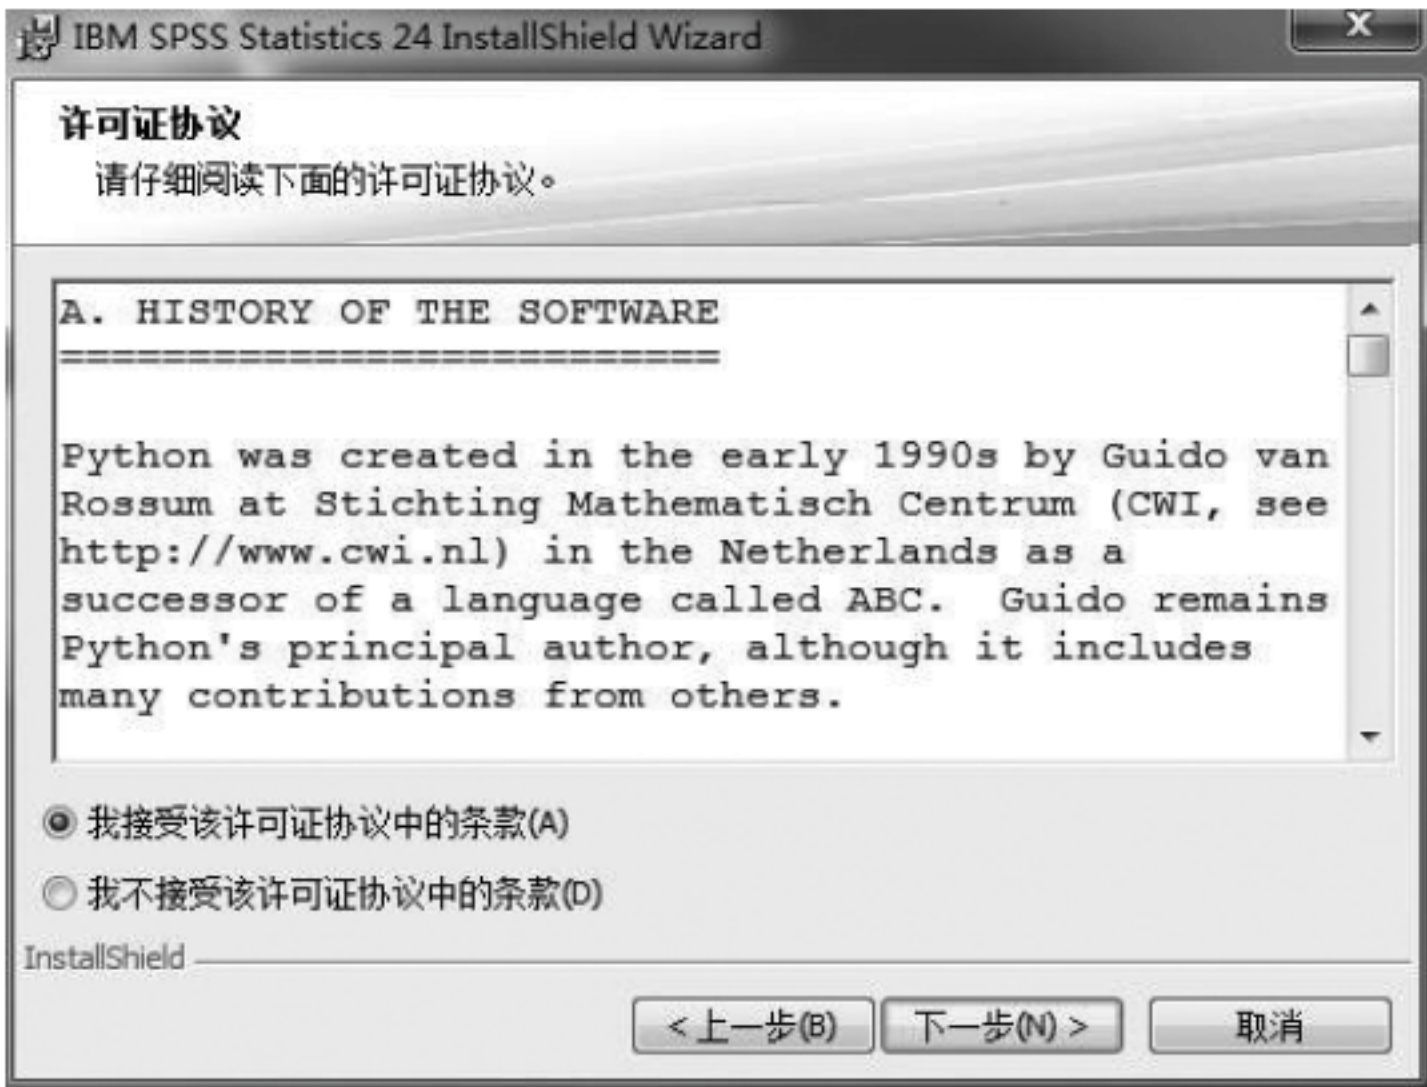 IBM SPSS Statistics 24 InstallShield Wizard
许可证协议
请仔细阅读下面的许可证协议。
A. HISTORY OF THE SOFTWARE
==========================
Python was created in the early 1990s by Guido van
Rossum at Stichting Mathematisch Centrum (CWI, see
http://www.cwi.nl) in the Netherlands as a
successor of a language called ABC.  Guido remains
Python's principal author, although it includes
many contributions from others.
我接受该许可证协议中的条款(A)
我不接受该许可证协议中的条款(D)
InstallShield
< 上一步(B)
下一步(N) >
取消